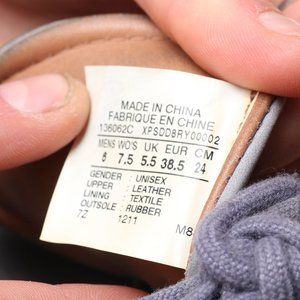 MADE IN CHINA
FABRIQUE EN CHINE
136062C XPSDD8RY00002
MENS WO'S UK EUR CM
6 7.5 5.5 38.5 24
GENDER : UNISEX
UPPER : LEATHER
LINING : TEXTILE
OUTSOLE : RUBBER
7Z 1211 M8